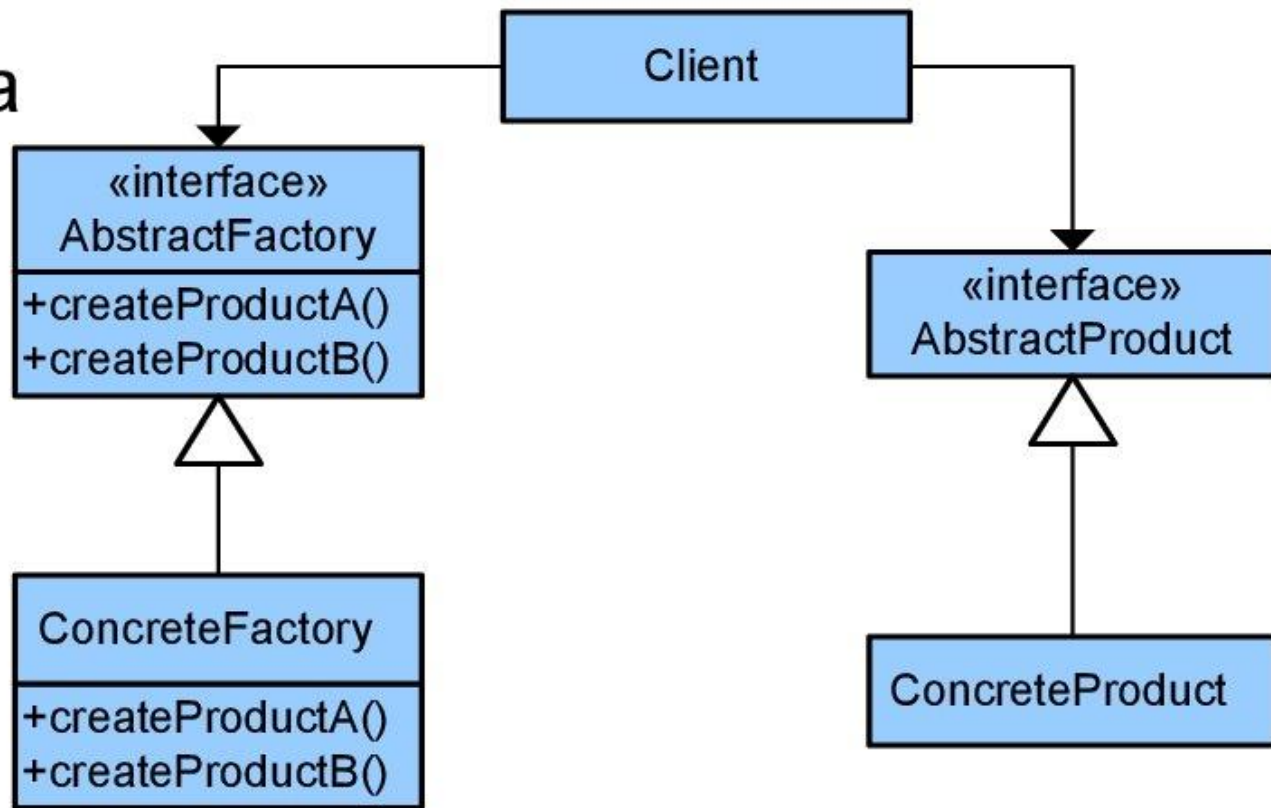 a
Client
«interface»
AbstractFactory
+createProductA()
+createProductB()
«interface»
AbstractProduct
ConcreteFactory
+createProductA()
+createProductB()
ConcreteProduct